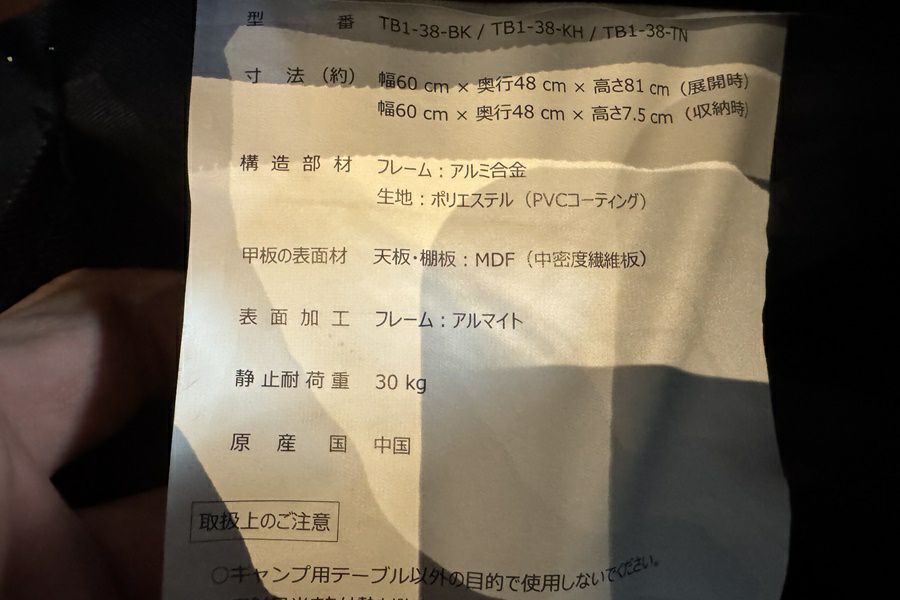 型番 TB1-38-BK / TB1-38-KH / TB1-38-TN
寸法（約） 幅60 cm × 奥行48 cm × 高さ81 cm（展開時）
幅60 cm × 奥行48 cm × 高さ7.5 cm（収納時）
構造部材 フレーム：アルミ合金
生地：ポリエステル（PVCコーティング）
甲板の表面材 天板・棚板：MDF（中密度繊維板）
表面加工 フレーム：アルマイト
静止耐荷重 30 kg
原産国 中国
取扱上のご注意
○キャンプ用テーブル以外の目的で使用しないでください。